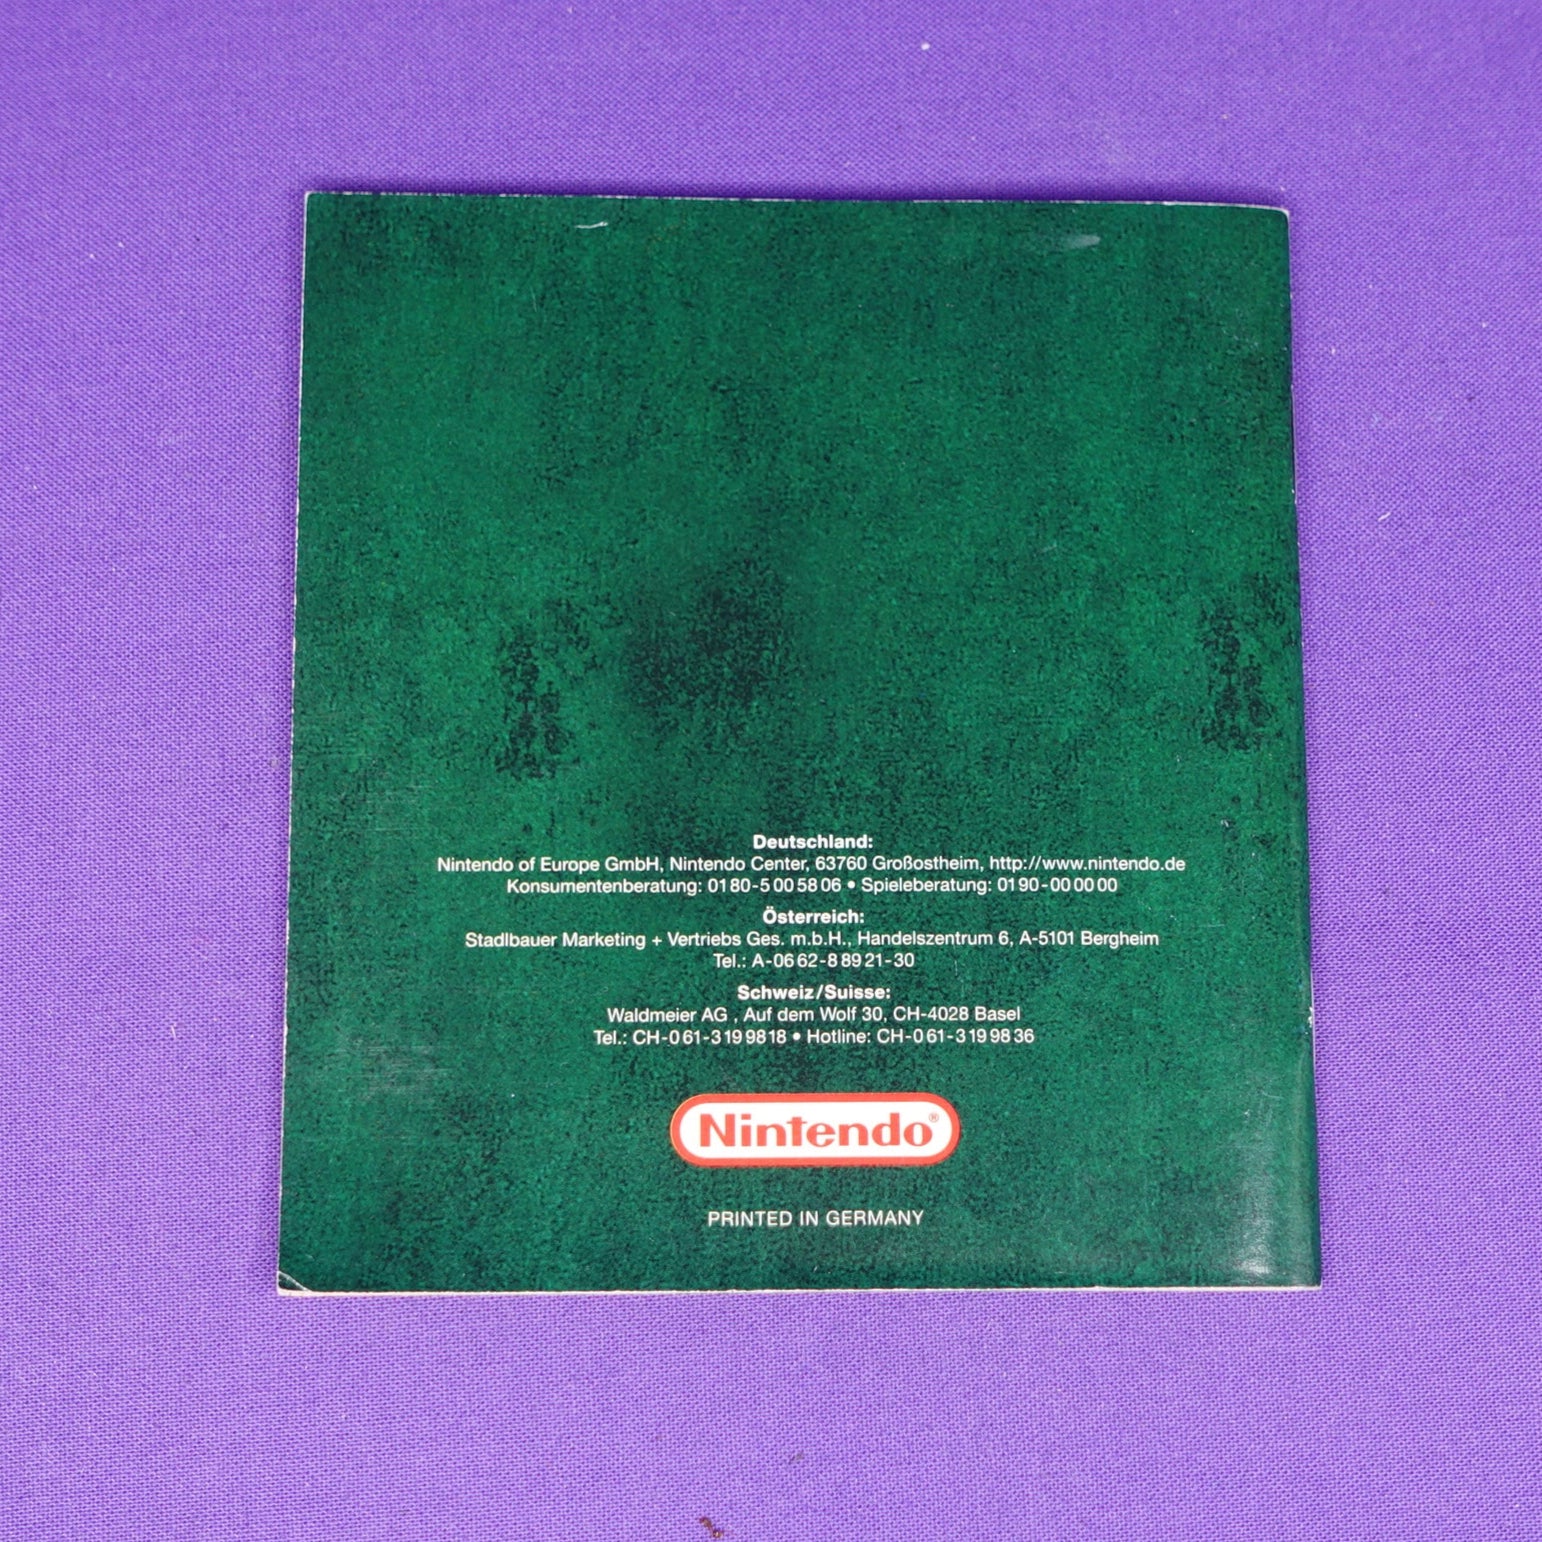 Deutschland:
Nintendo of Europe GmbH, Nintendo Center, 63760 Großostheim, http://www.nintendo.de
Konsumentenberatung: 01 80-5 00 58 06 • Spieleberatung: 01 90-00 00 00
Österreich:
Stadlbauer Marketing + Vertriebs Ges. m.b.H., Handelszentrum 6, A-5101 Bergheim
Tel.: A-06 62-8 89 21-30
Schweiz/Suisse:
Waldmeier AG , Auf dem Wolf 30, CH-4028 Basel
Tel.: CH-0 61-3 19 98 18 • Hotline: CH-0 61-3 19 98 36
Nintendo®
PRINTED IN GERMANY